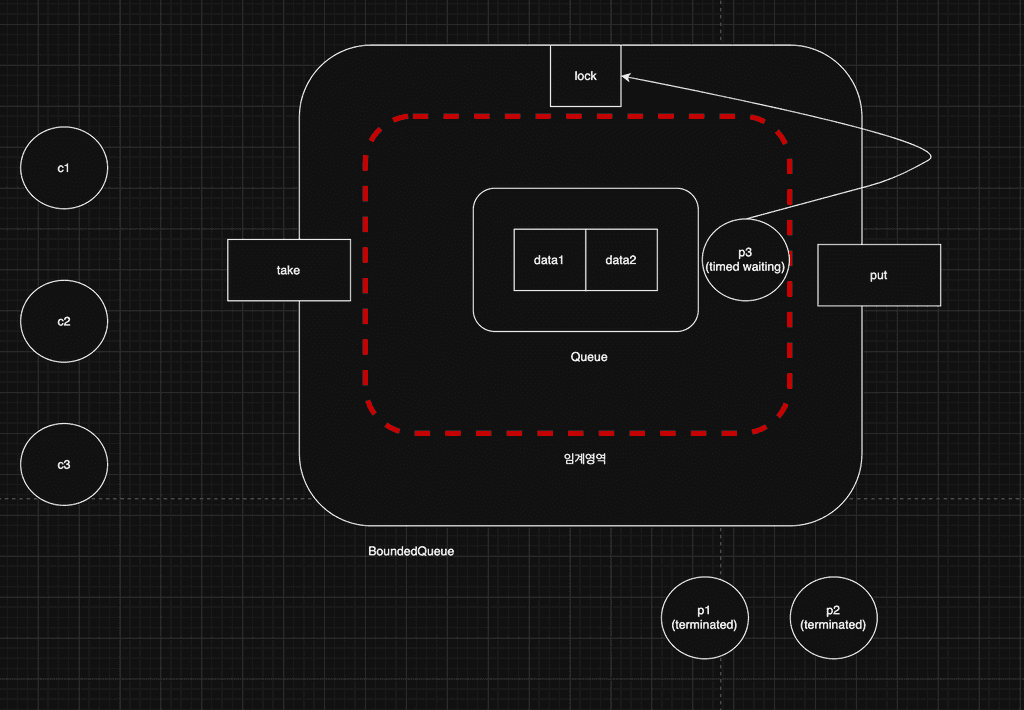 lock
c1
take
data1
data2
p3
(timed waiting)
put
c2
Queue
임계영역
c3
BoundedQueue
p1
(terminated)
p2
(terminated)